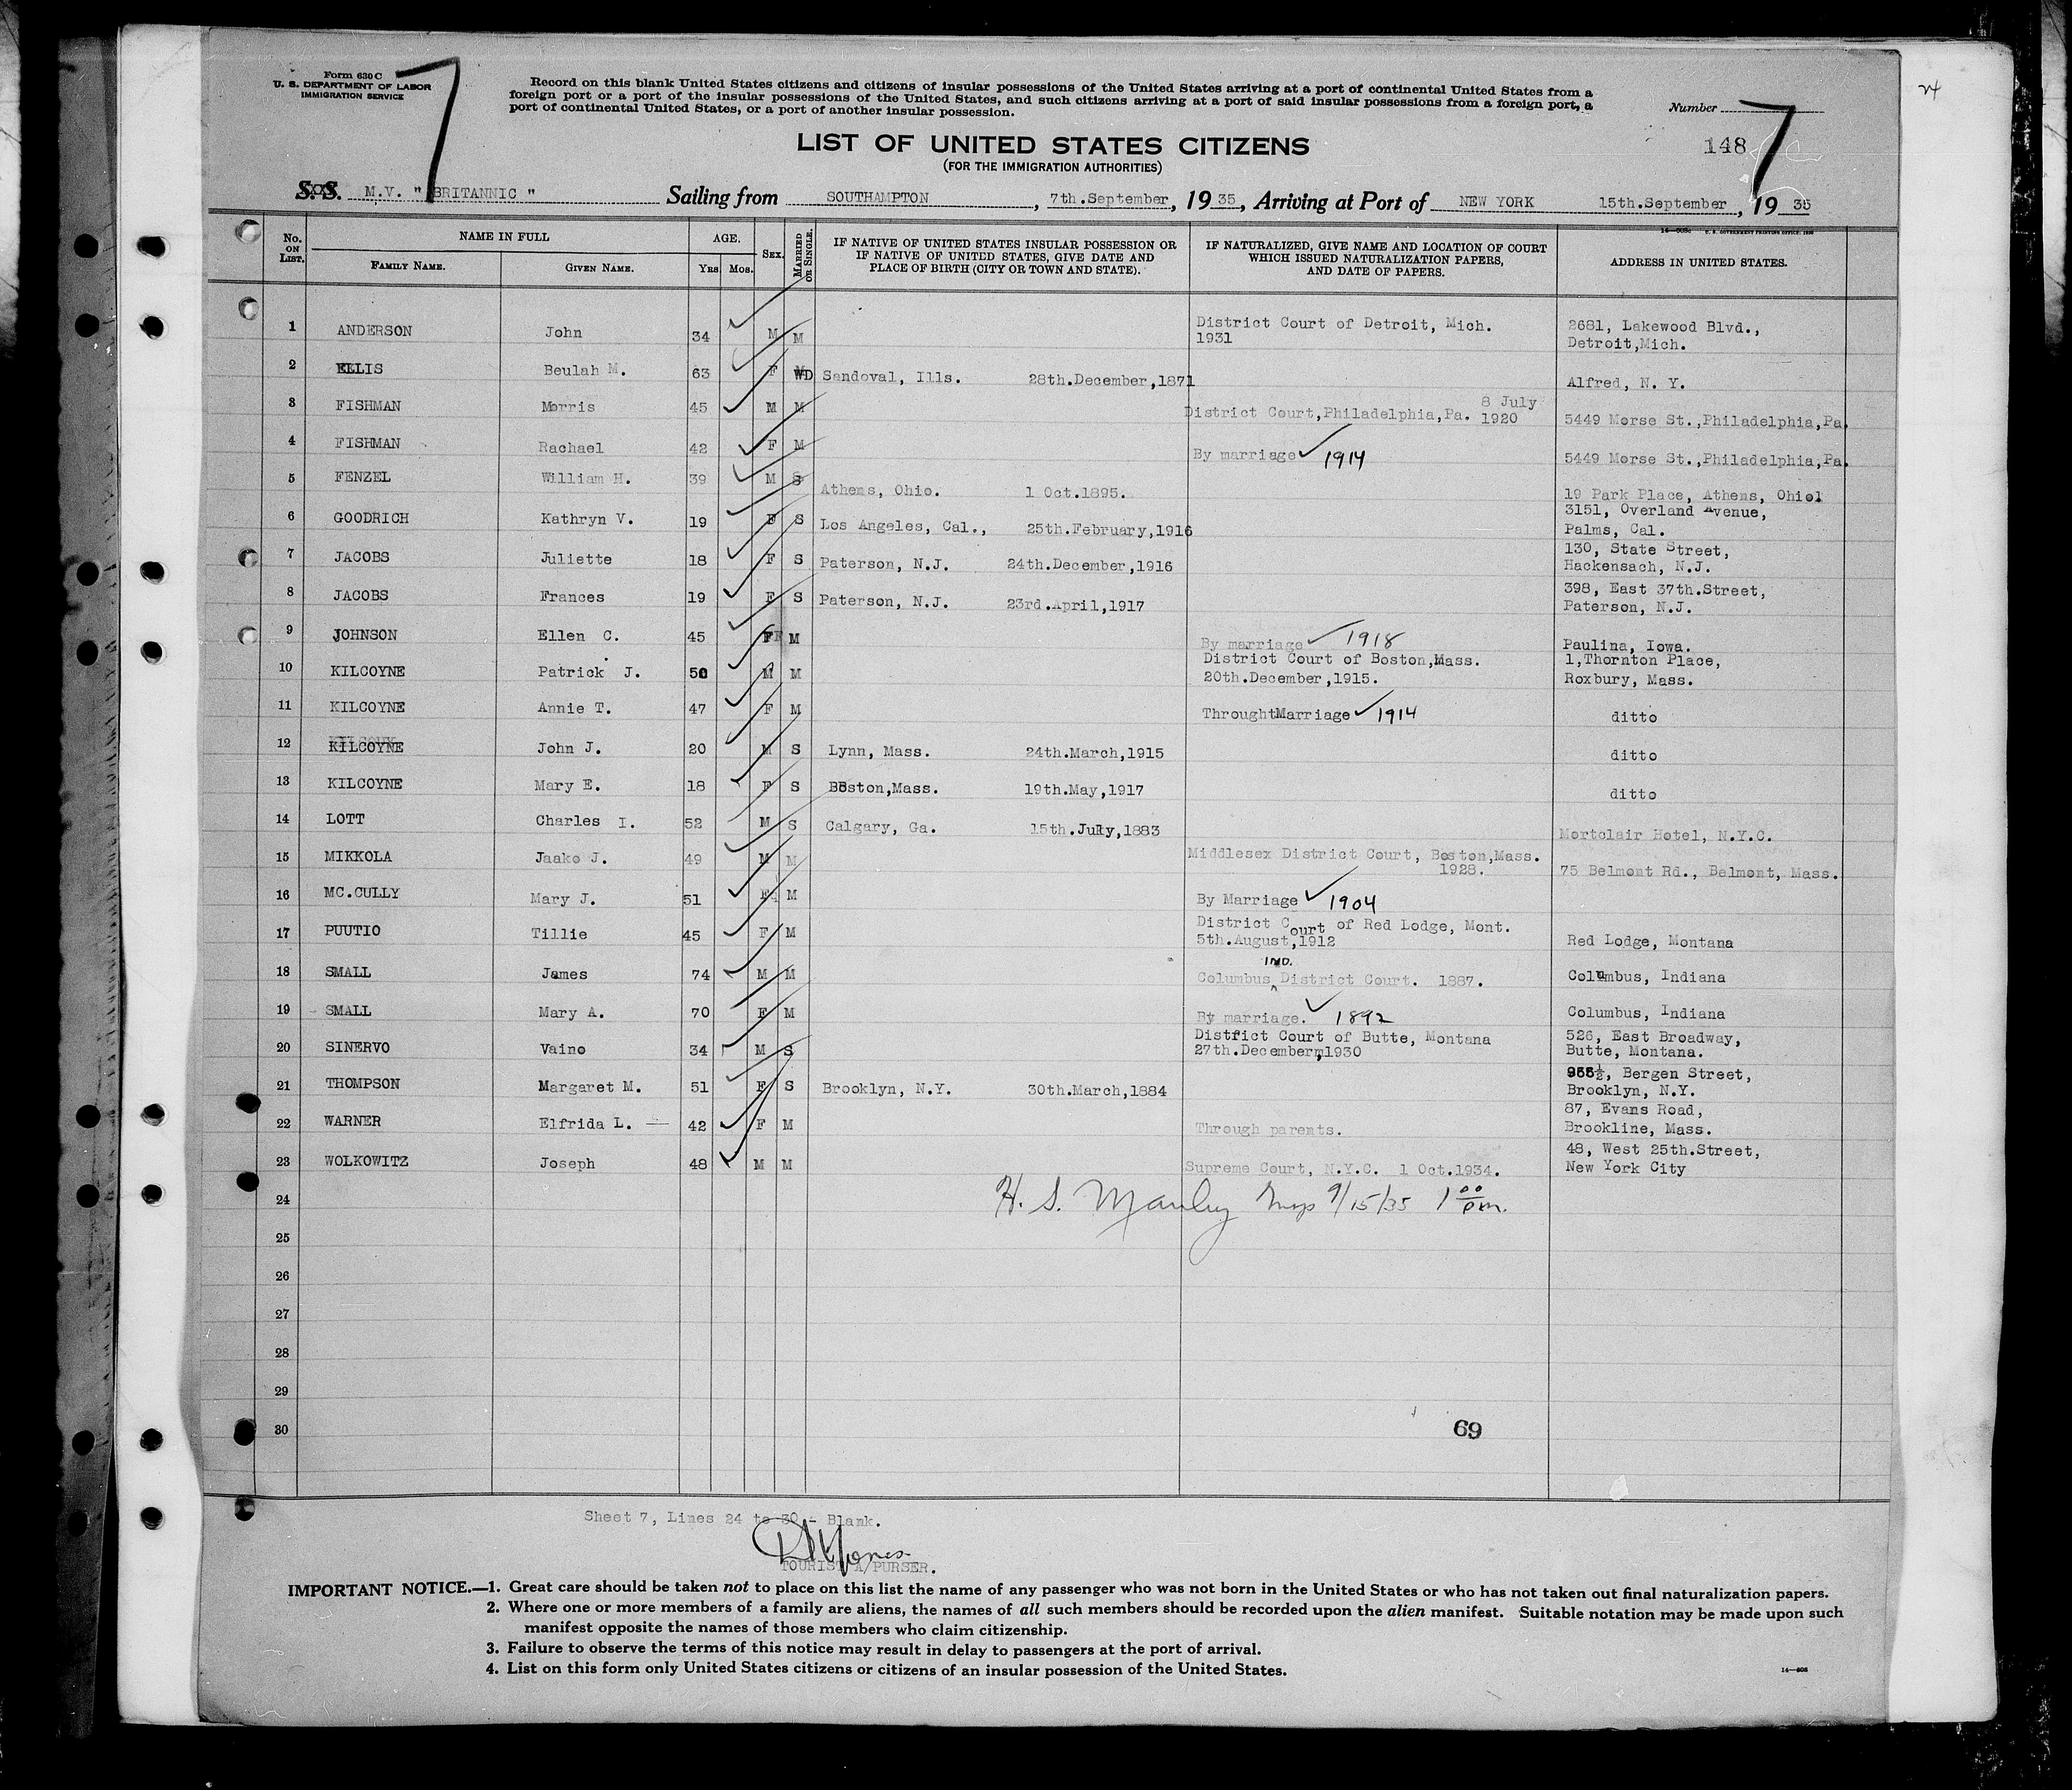 Form 630 C
U. S. DEPARTMENT OF LABOR
IMMIGRATION SERVICE
7
Record on this blank United States citizens and citizens of insular possessions of the United States arriving at a port of continental United States from a
foreign port or a port of the insular possessions of the United States, and such citizens arriving at a port of said insular possessions from a foreign port, a
port of continental United States, or a port of another insular possession.
Number
7
148
LIST OF UNITED STATES CITIZENS
(FOR THE IMMIGRATION AUTHORITIES)
S. S. M.V. "BRITANNIC" Sailing from SOUTHAMPTON, 7th.September, 1935, Arriving at Port of NEW YORK 15th.September, 1935
No. ON LIST. NAME IN FULL FAMILY NAME. GIVEN NAME. AGE. Yrs. Mos. SEX. MARRIED OR SINGLE. IF NATIVE OF UNITED STATES INSULAR POSSESSION OR IF NATIVE OF UNITED STATES, GIVE DATE AND PLACE OF BIRTH (CITY OR TOWN AND STATE). IF NATURALIZED, GIVE NAME AND LOCATION OF COURT WHICH ISSUED NATURALIZATION PAPERS, AND DATE OF PAPERS. ADDRESS IN UNITED STATES.
1 ANDERSON John 34 M M District Court of Detroit, Mich. 1931 2681, Lakewood Blvd., Detroit,Mich.
2 ELLIS Beulah M. 63 F WD Sandoval, Ills. 28th.December,1871 Alfred, N. Y.
3 FISHMAN Morris 45 M M District Court,Philadelphia,Pa. 8 July 1920 5449 Morse St.,Philadelphia,Pa.
4 FISHMAN Rachael 42 F M By marriage 1914 5449 Morse St.,Philadelphia,Pa.
5 FENZEL William H. 39 M S Athens, Ohio. 1 Oct.1895. 19 Park Place, Athens, Ohio.
6 GOODRICH Kathryn V. 19 F S Los Angeles, Cal., 25th.February,1916 3151, Overland Avenue, Palms, Cal.
7 JACOBS Juliette 18 F S Paterson, N.J. 24th.December,1916 130, State Street, Hackensach, N.J.
8 JACOBS Frances 19 F S Paterson, N.J. 23rd.April,1917 398, East 37th.Street, Paterson, N.J.
9 JOHNSON Ellen C. 45 F M By marriage 1918 Paulina, Iowa.
10 KILCOYNE Patrick J. 50 M M District Court of Boston,Mass. 20th.December,1915. 1,Thornton Place, Roxbury, Mass.
11 KILCOYNE Annie T. 47 F M ThroughtMarriage 1914 ditto
12 KILCOYNE John J. 20 M S Lynn, Mass. 24th.March,1915 ditto
13 KILCOYNE Mary E. 18 F S Boston,Mass. 19th.May,1917 ditto
14 LOTT Charles I. 52 M S Calgary, Ga. 15th.July,1883 Mortclair Hotel, N.Y.C.
15 MIKKOLA Jaako J. 49 M M Middlesex District Court, Boston,Mass. 1928. 75 Belmont Rd., Belmont, Mass.
16 MC.CULLY Mary J. 51 F M By Marriage 1904
17 PUUTIO Tillie 45 F M District Court of Red Lodge, Mont. 5th.August,1912 Red Lodge, Montana
18 SMALL James 74 M M Columbus IND. District Court. 1887. Columbus, Indiana
19 SMALL Mary A. 70 F M By marriage. 1892 Columbus, Indiana
20 SINERVO Vaino 34 M S District Court of Butte, Montana 27th.December,1930 526, East Broadway, Butte, Montana.
21 THOMPSON Margaret M. 51 F S Brooklyn, N.Y. 30th.March,1884 Bergen Street, Brooklyn, N.Y.
22 WARNER Elfrida L. 42 F M Through parents. 87, Evans Road, Brookline, Mass.
23 WOLKOWITZ Joseph 48 M M Supreme Court, N.Y.C. 1 Oct.1934. 48, West 25th.Street, New York City
24 H. S. Manley Insp 9/15/35 1 00 pm.
25
26
27
28
29
30 69
Sheet 7, Lines 24 to 30 - Blank.
Jones
TOURIST A/PURSER.
IMPORTANT NOTICE.—1. Great care should be taken not to place on this list the name of any passenger who was not born in the United States or who has not taken out final naturalization papers.
2. Where one or more members of a family are aliens, the names of all such members should be recorded upon the alien manifest. Suitable notation may be made upon such
manifest opposite the names of those members who claim citizenship.
3. Failure to observe the terms of this notice may result in delay to passengers at the port of arrival.
4. List on this form only United States citizens or citizens of an insular possession of the United States.